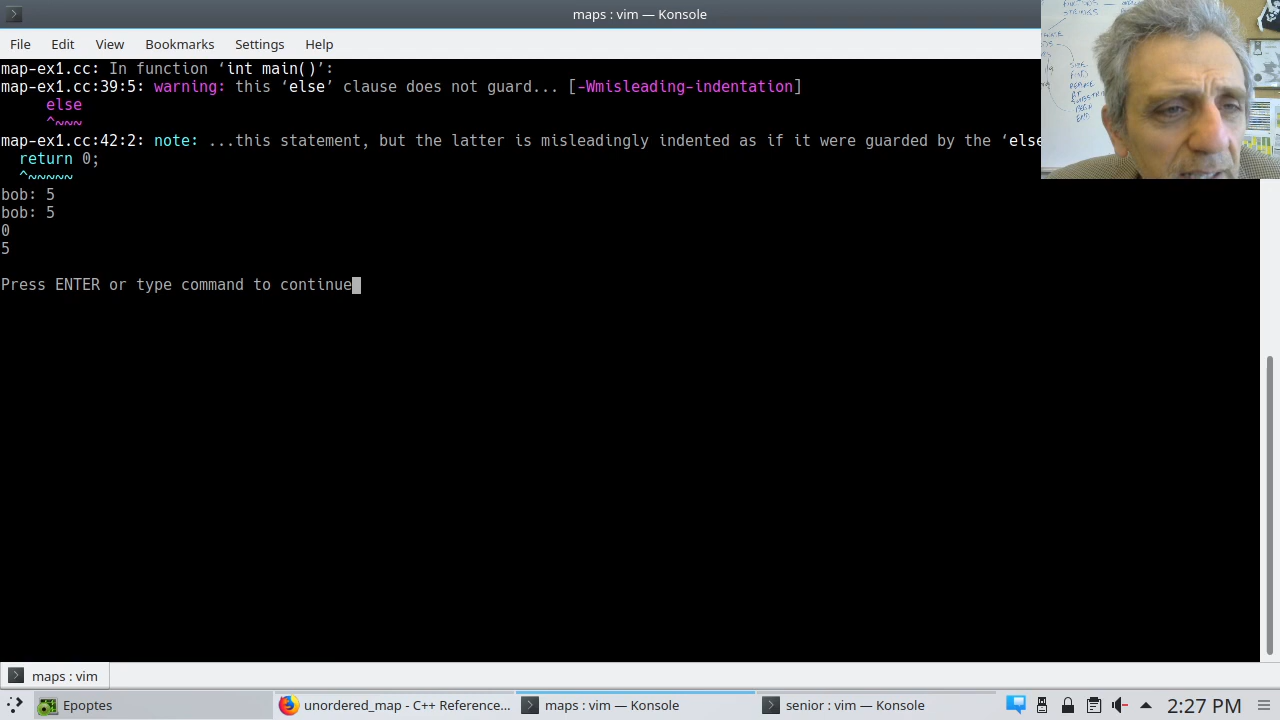 maps : vim — Konsole
File Edit View Bookmarks Settings Help
map-ex1.cc: In function ‘int main()’:
map-ex1.cc:39:5: warning: this ‘else’ clause does not guard... [-Wmisleading-indentation]
else
^~~~
map-ex1.cc:42:2: note: ...this statement, but the latter is misleadingly indented as if it were guarded by the ‘else
return 0;
^~~~~~
bob: 5
bob: 5
0
5
Press ENTER or type command to continue
maps : vim
Epoptes unordered_map - C++ Reference... maps : vim — Konsole senior : vim — Konsole 2:27 PM